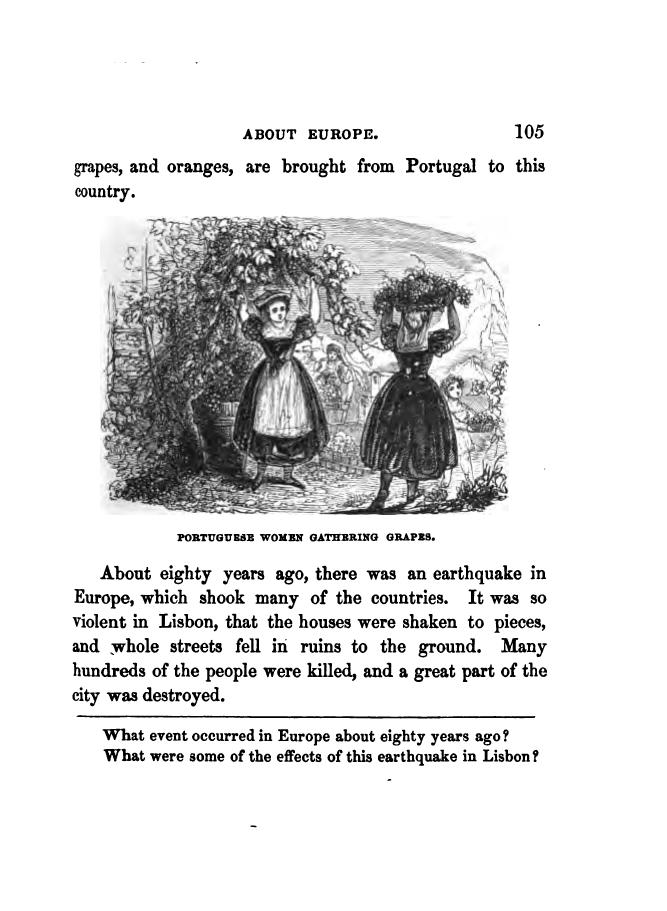 ABOUT EUROPE. 105
grapes, and oranges, are brought from Portugal to this
country.
PORTUGUESE WOMEN GATHERING GRAPES.
About eighty years ago, there was an earthquake in
Europe, which shook many of the countries. It was so
violent in Lisbon, that the houses were shaken to pieces,
and whole streets fell in ruins to the ground. Many
hundreds of the people were killed, and a great part of the
city was destroyed.
What event occurred in Europe about eighty years ago?
What were some of the effects of this earthquake in Lisbon?